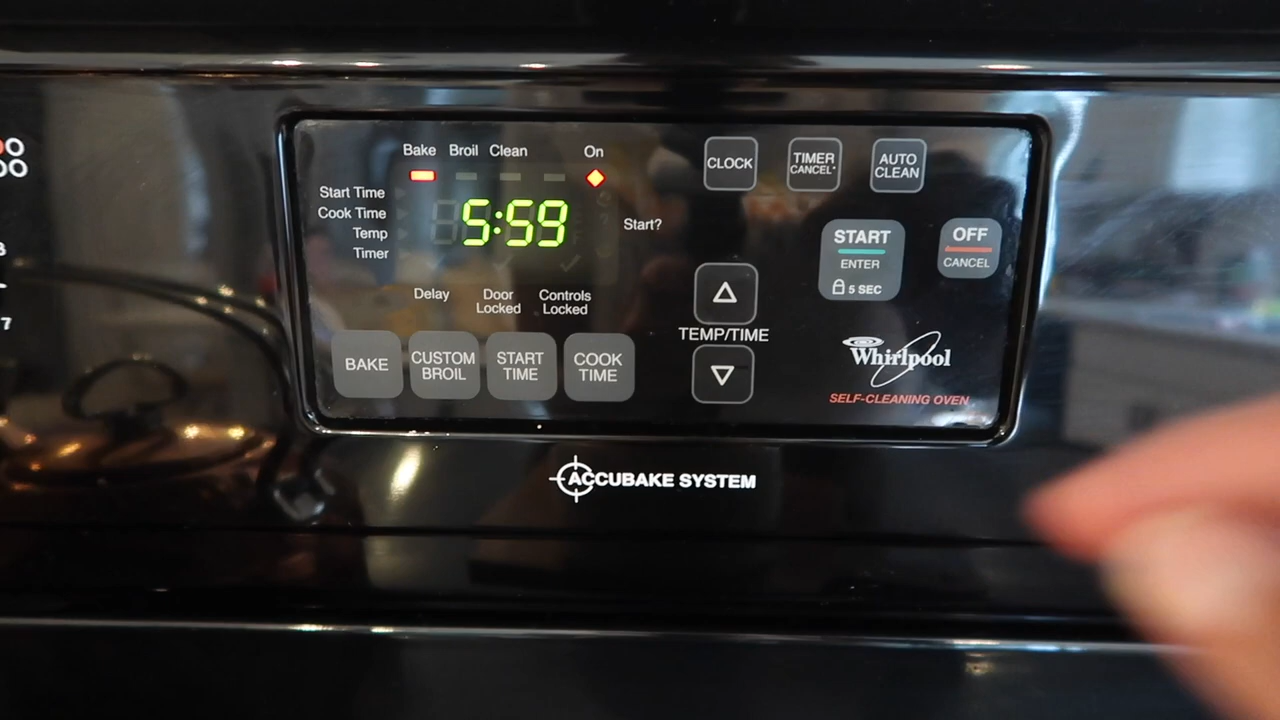 Bake Broil Clean On
Start Time
Cook Time
Temp
Timer
5:59
Start?
Delay
Door
Locked
Controls
Locked
BAKE
CUSTOM
BROIL
START
TIME
COOK
TIME
CLOCK
TIMER
CANCEL*
AUTO
CLEAN
START
ENTER
5 SEC
OFF
CANCEL
TEMP/TIME
Whirlpool
SELF-CLEANING OVEN
ACCUBAKE SYSTEM
7